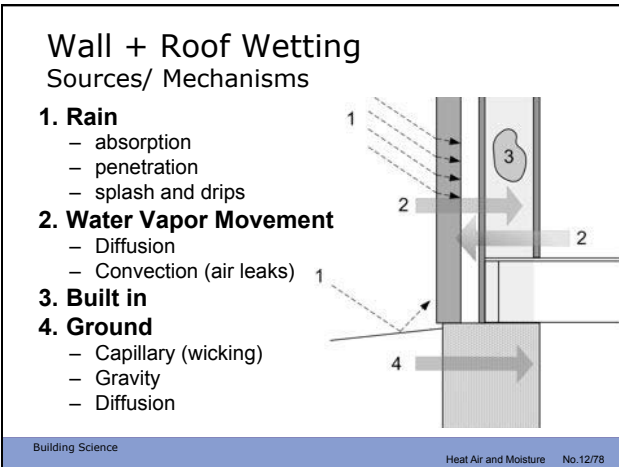 Wall + Roof Wetting
Sources/ Mechanisms
1. Rain
– absorption
– penetration
– splash and drips
2. Water Vapor Movement
– Diffusion
– Convection (air leaks)
3. Built in
4. Ground
– Capillary (wicking)
– Gravity
– Diffusion
1
3
2
2
1
4
Building Science
Heat Air and Moisture No.12/78